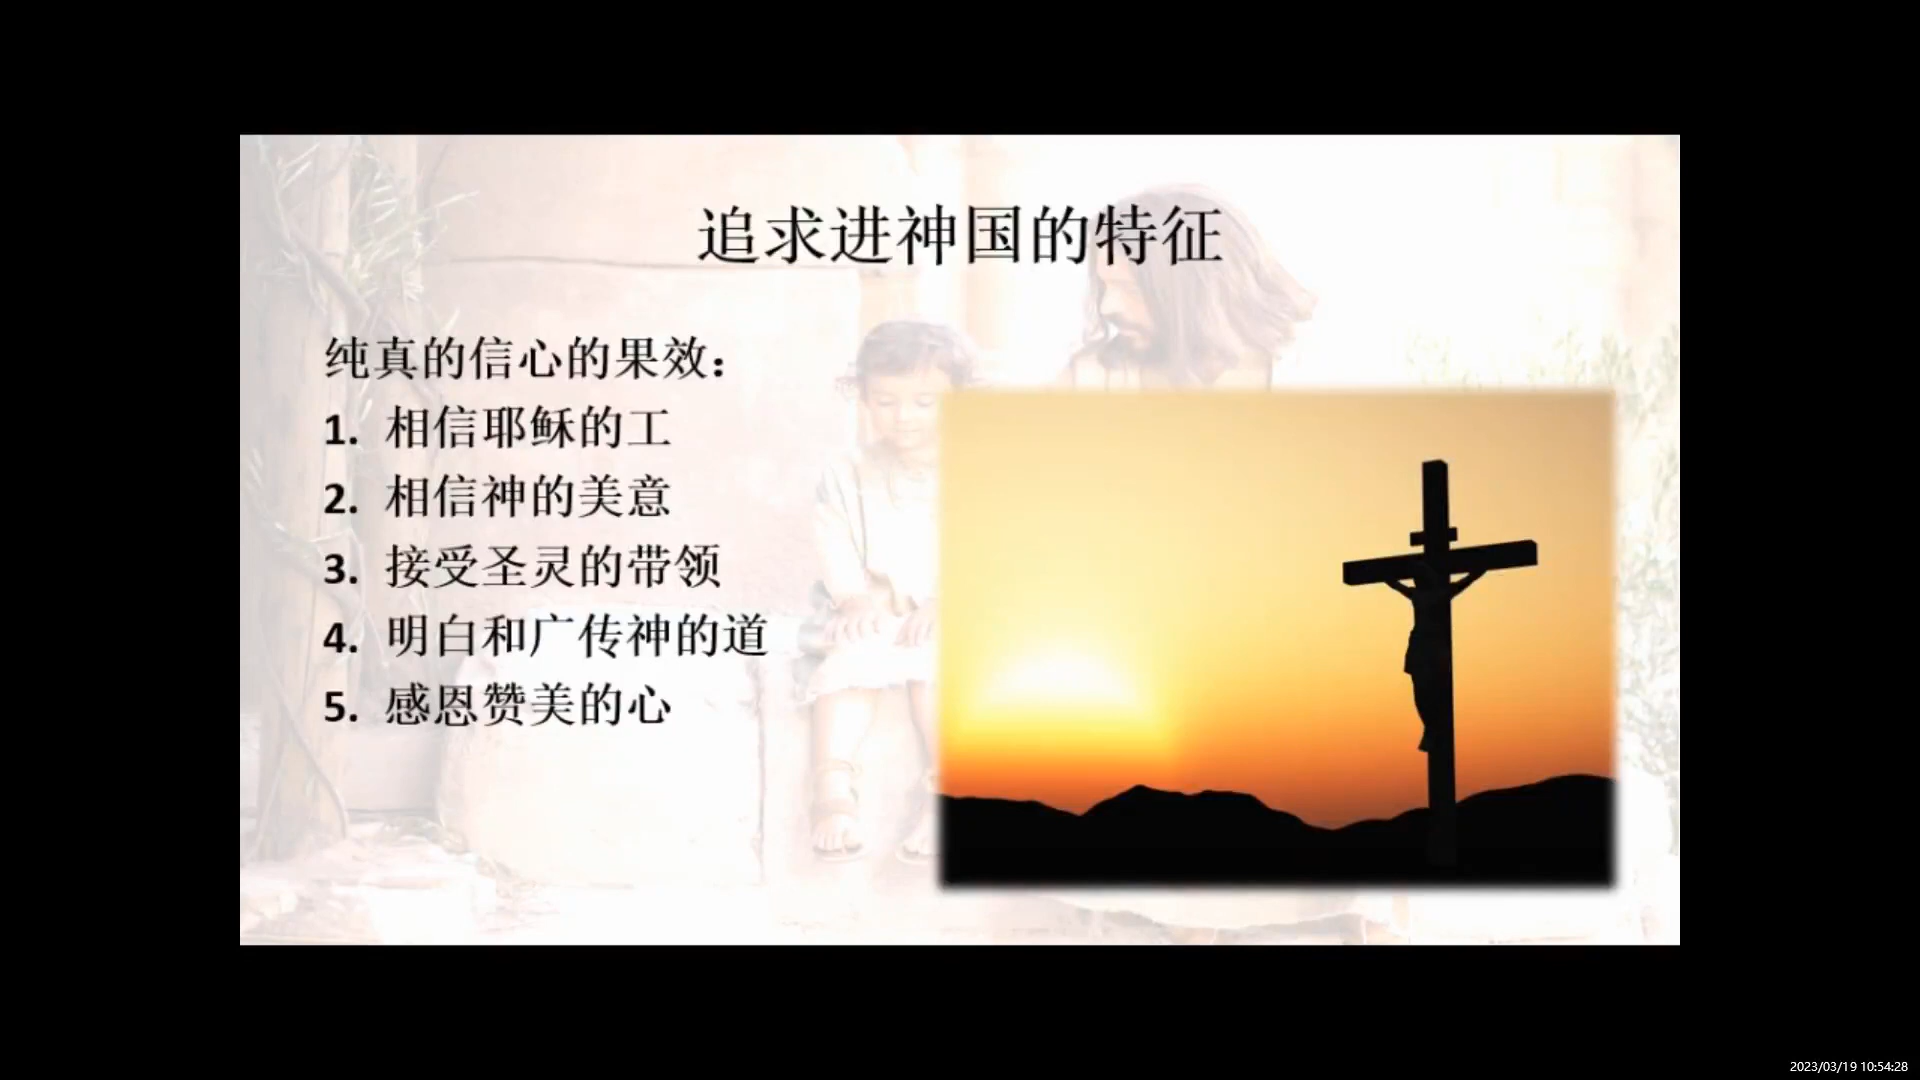 追求进神国的特征
纯真的信心的果效：
1. 相信耶稣的工
2. 相信神的美意
3. 接受圣灵的带领
4. 明白和广传神的道
5. 感恩赞美的心
2023/03/19 10:54:28